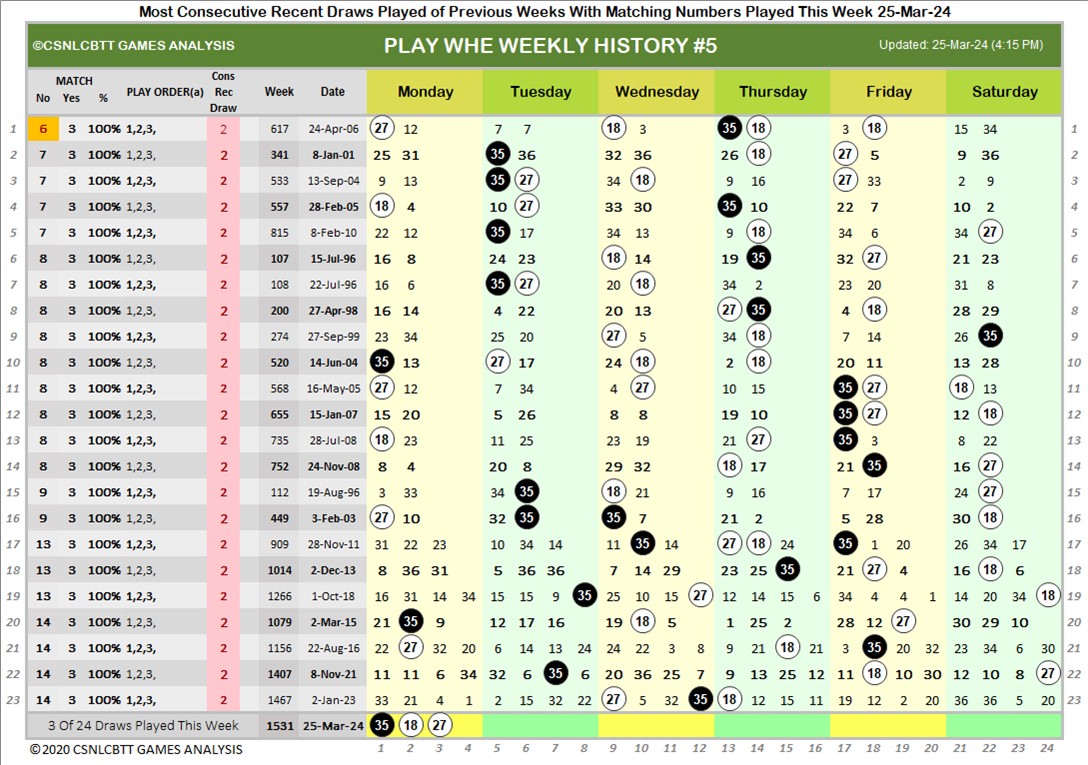 Most Consecutive Recent Draws Played of Previous Weeks With Matching Numbers Played This Week 25-Mar-24
©CSNLCBTT GAMES ANALYSIS PLAY WHE WEEKLY HISTORY #5 Updated: 25-Mar-24 (4:15 PM)
MATCH Cons
No Yes % PLAY ORDER(a) Rec Week Date Monday Tuesday Wednesday Thursday Friday Saturday
Draw
1 6 3 100% 1,2,3, 2 617 24-Apr-06 27 12 7 7 18 3 35 18 3 18 15 34 1
2 7 3 100% 1,2,3, 2 341 8-Jan-01 25 31 35 36 32 36 26 18 27 5 9 36 2
3 7 3 100% 1,2,3, 2 533 13-Sep-04 9 13 35 27 34 18 9 16 27 33 2 9 3
4 7 3 100% 1,2,3, 2 557 28-Feb-05 18 4 10 27 33 30 35 10 22 7 10 2 4
5 7 3 100% 1,2,3, 2 815 8-Feb-10 22 12 35 17 34 13 9 18 34 6 34 27 5
6 8 3 100% 1,2,3, 2 107 15-Jul-96 16 8 24 23 18 14 19 35 32 27 21 23 6
7 8 3 100% 1,2,3, 2 108 22-Jul-96 16 6 35 27 20 18 34 2 23 20 31 8 7
8 8 3 100% 1,2,3, 2 200 27-Apr-98 16 14 4 22 20 13 27 35 4 18 28 29 8
9 8 3 100% 1,2,3, 2 274 27-Sep-99 23 34 25 20 27 5 34 18 7 14 26 35 9
10 8 3 100% 1,2,3, 2 520 14-Jun-04 35 13 27 17 24 18 2 18 20 11 13 28 10
11 8 3 100% 1,2,3, 2 568 16-May-05 27 12 7 34 4 27 10 15 35 27 18 13 11
12 8 3 100% 1,2,3, 2 655 15-Jan-07 15 20 5 26 8 8 19 10 35 27 12 18 12
13 8 3 100% 1,2,3, 2 735 28-Jul-08 18 23 11 25 23 19 21 27 35 3 8 22 13
14 8 3 100% 1,2,3, 2 752 24-Nov-08 8 4 20 8 29 32 18 17 21 35 16 27 14
15 9 3 100% 1,2,3, 2 112 19-Aug-96 3 33 34 35 18 21 9 16 7 17 24 27 15
16 9 3 100% 1,2,3, 2 449 3-Feb-03 27 10 32 35 35 7 21 2 5 28 30 18 16
17 13 3 100% 1,2,3, 2 909 28-Nov-11 31 22 23 10 34 14 11 35 14 27 18 24 35 1 20 26 34 17 17
18 13 3 100% 1,2,3, 2 1014 2-Dec-13 8 36 31 5 36 36 7 14 29 23 25 35 21 27 4 16 18 6 18
19 13 3 100% 1,2,3, 2 1266 1-Oct-18 16 31 14 34 15 15 9 35 25 10 15 27 12 14 15 6 34 4 4 1 14 20 34 18 19
20 14 3 100% 1,2,3, 2 1079 2-Mar-15 21 35 9 12 17 16 19 18 5 1 25 2 28 12 27 30 29 10 20
21 14 3 100% 1,2,3, 2 1156 22-Aug-16 22 27 32 20 6 14 13 24 24 22 3 8 9 21 18 21 3 35 20 32 23 34 6 30 21
22 14 3 100% 1,2,3, 2 1407 8-Nov-21 11 11 6 34 32 6 35 6 20 36 25 7 9 13 25 12 11 18 10 30 12 10 8 27 22
23 14 3 100% 1,2,3, 2 1467 2-Jan-23 33 21 4 1 2 15 32 22 27 5 32 35 18 12 15 11 19 12 2 20 36 36 5 20 23
3 Of 24 Draws Played This Week 1531 25-Mar-24 35 18 27
©2020 CSNLCBTT GAMES ANALYSIS 1 2 3 4 5 6 7 8 9 10 11 12 13 14 15 16 17 18 19 20 21 22 23 24